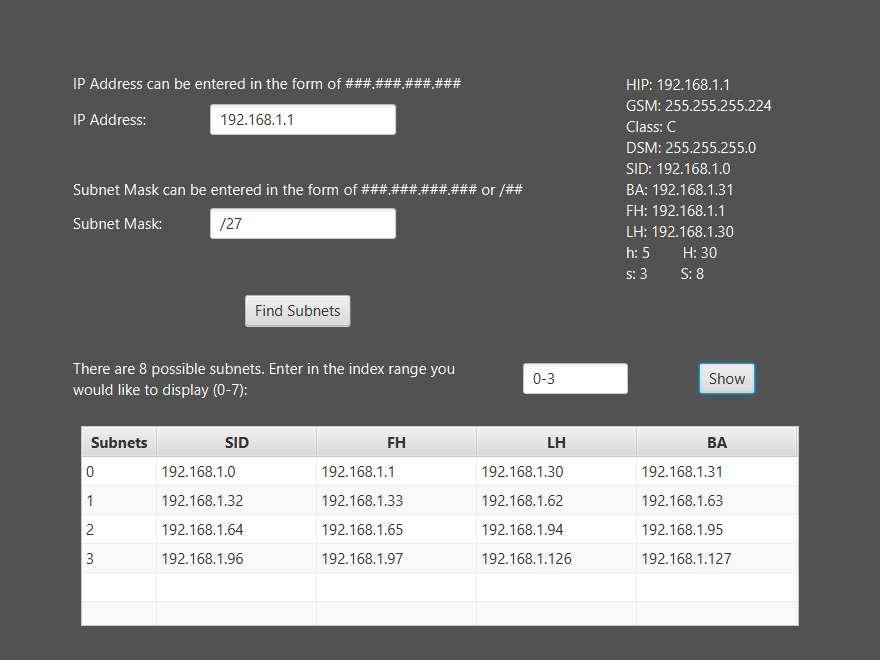 IP Address can be entered in the form of ###.###.###.###
IP Address: 192.168.1.1
Subnet Mask can be entered in the form of ###.###.###.### or /##
Subnet Mask: /27
Find Subnets
HIP: 192.168.1.1
GSM: 255.255.255.224
Class: C
DSM: 255.255.255.0
SID: 192.168.1.0
BA: 192.168.1.31
FH: 192.168.1.1
LH: 192.168.1.30
h: 5 H: 30
s: 3 S: 8
There are 8 possible subnets. Enter in the index range you
would like to display (0-7):
0-3 Show
Subnets SID FH LH BA
0 192.168.1.0 192.168.1.1 192.168.1.30 192.168.1.31
1 192.168.1.32 192.168.1.33 192.168.1.62 192.168.1.63
2 192.168.1.64 192.168.1.65 192.168.1.94 192.168.1.95
3 192.168.1.96 192.168.1.97 192.168.1.126 192.168.1.127